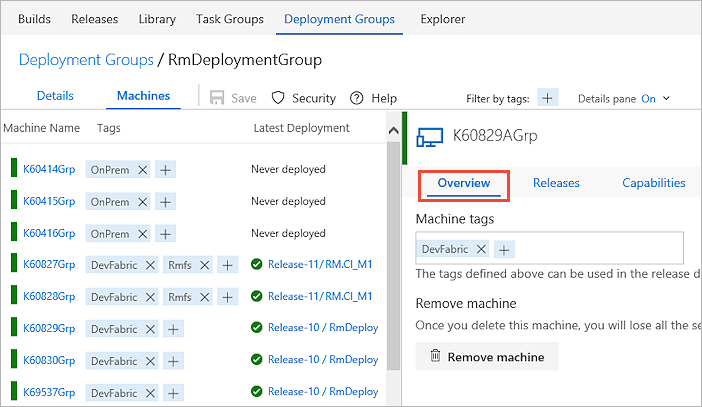 Builds Releases Library Task Groups Deployment Groups Explorer
Deployment Groups / RmDeploymentGroup
Details Machines Save Security Help Filter by tags: + Details pane On
Machine Name Tags Latest Deployment
K60414Grp OnPrem X + Never deployed
K60415Grp OnPrem X + Never deployed
K60416Grp OnPrem X + Never deployed
K60827Grp DevFabric X Rmfs X + Release-11/RM.CI_M1
K60828Grp DevFabric X Rmfs X + Release-11/RM.CI_M1
K60829Grp DevFabric X + Release-10 / RmDeploy
K60830Grp DevFabric X + Release-10 / RmDeploy
K69537Grp DevFabric X + Release-10 / RmDeploy
K60829AGrp
Overview Releases Capabilities
Machine tags
DevFabric X +
The tags defined above can be used in the release d
Remove machine
Once you delete this machine, you will lose all the se
Remove machine